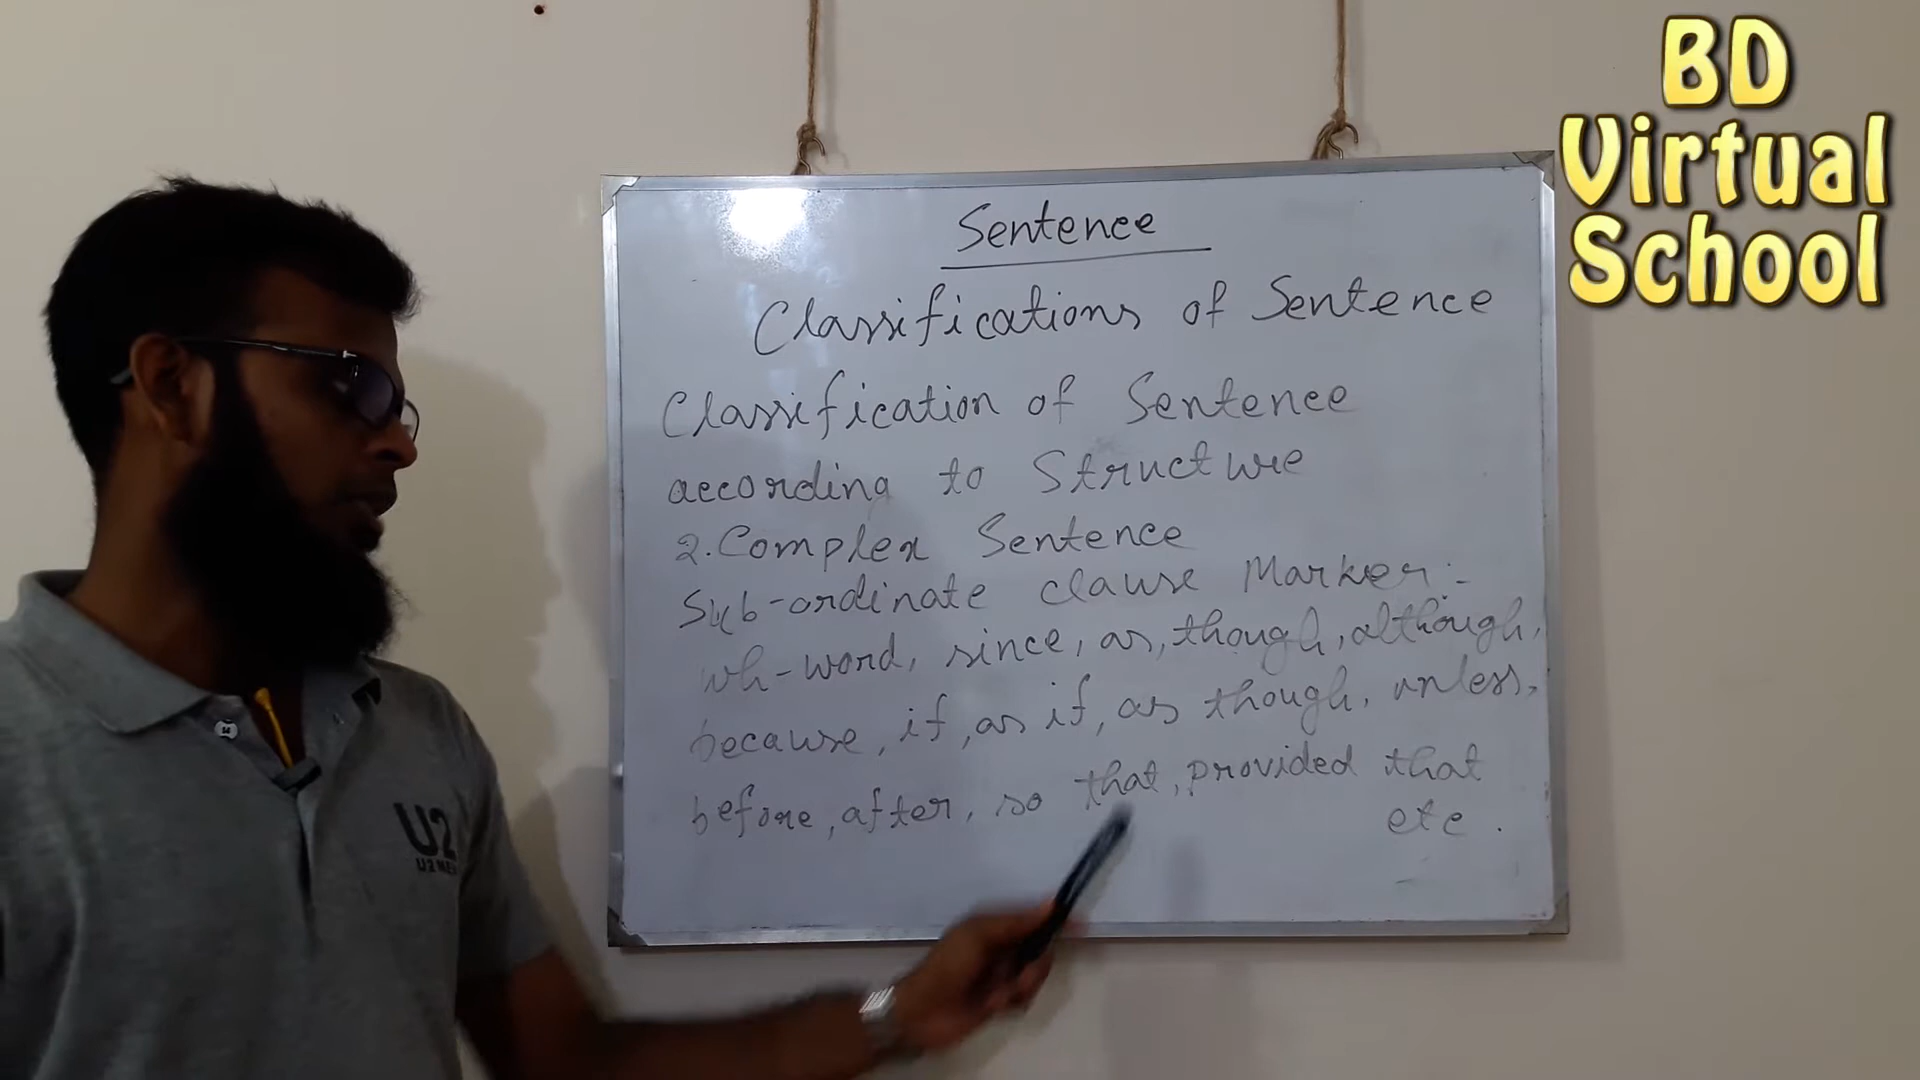 BD
Virtual
School
Sentence
Classifications of Sentence
Classification of Sentence
according to Structure
2. Complex Sentence
Sub-ordinate clause Marker:-
wh-word, since, as, though, although,
because, if, as if, as though, unless,
before, after, so that, provided that
etc.
U2